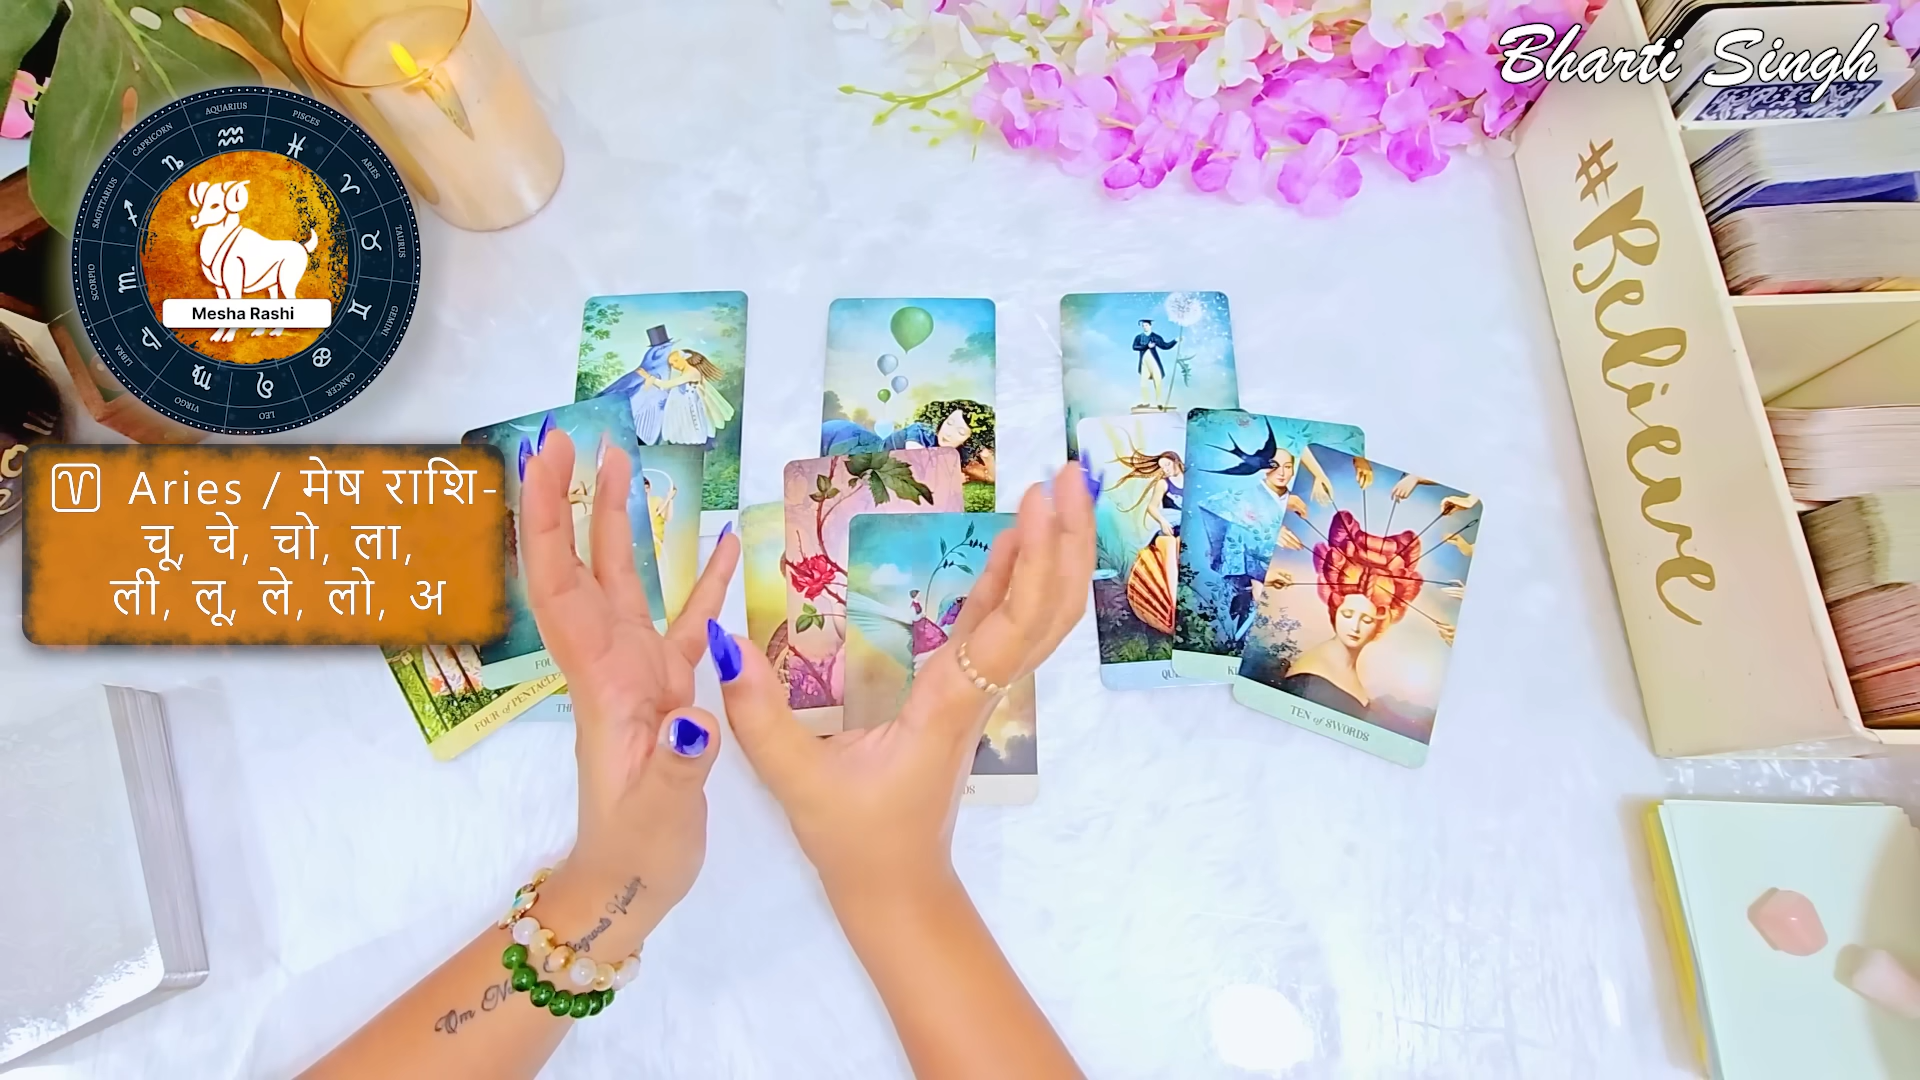 Bharti Singh
AQUARIUS
PISCES
ARIES
TAURUS
GEMINI
CANCER
LEO
VIRGO
LIBRA
SCORPIO
SAGITTARIUS
CAPRICORN
Mesha Rashi
Aries / मेष राशि-
चू, चे, चो, ला,
ली, लू, ले, लो, अ
#Believe
FOUR of PENTACLES
TEN of SWORDS
Om